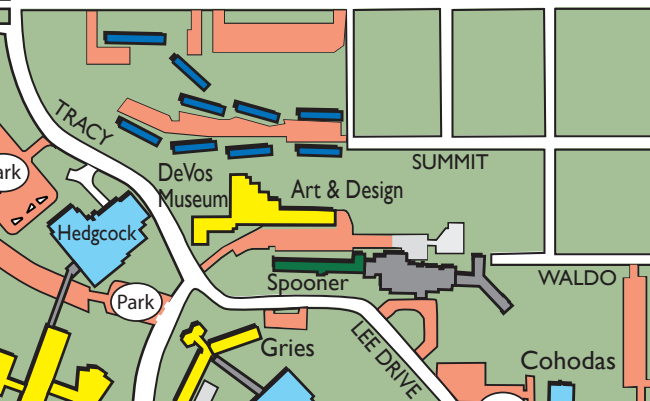 TRACY
SUMMIT
DeVos
Museum
Art & Design
ark
Hedgcock
WALDO
Spooner
Park
LEE DRIVE
Gries
Cohodas